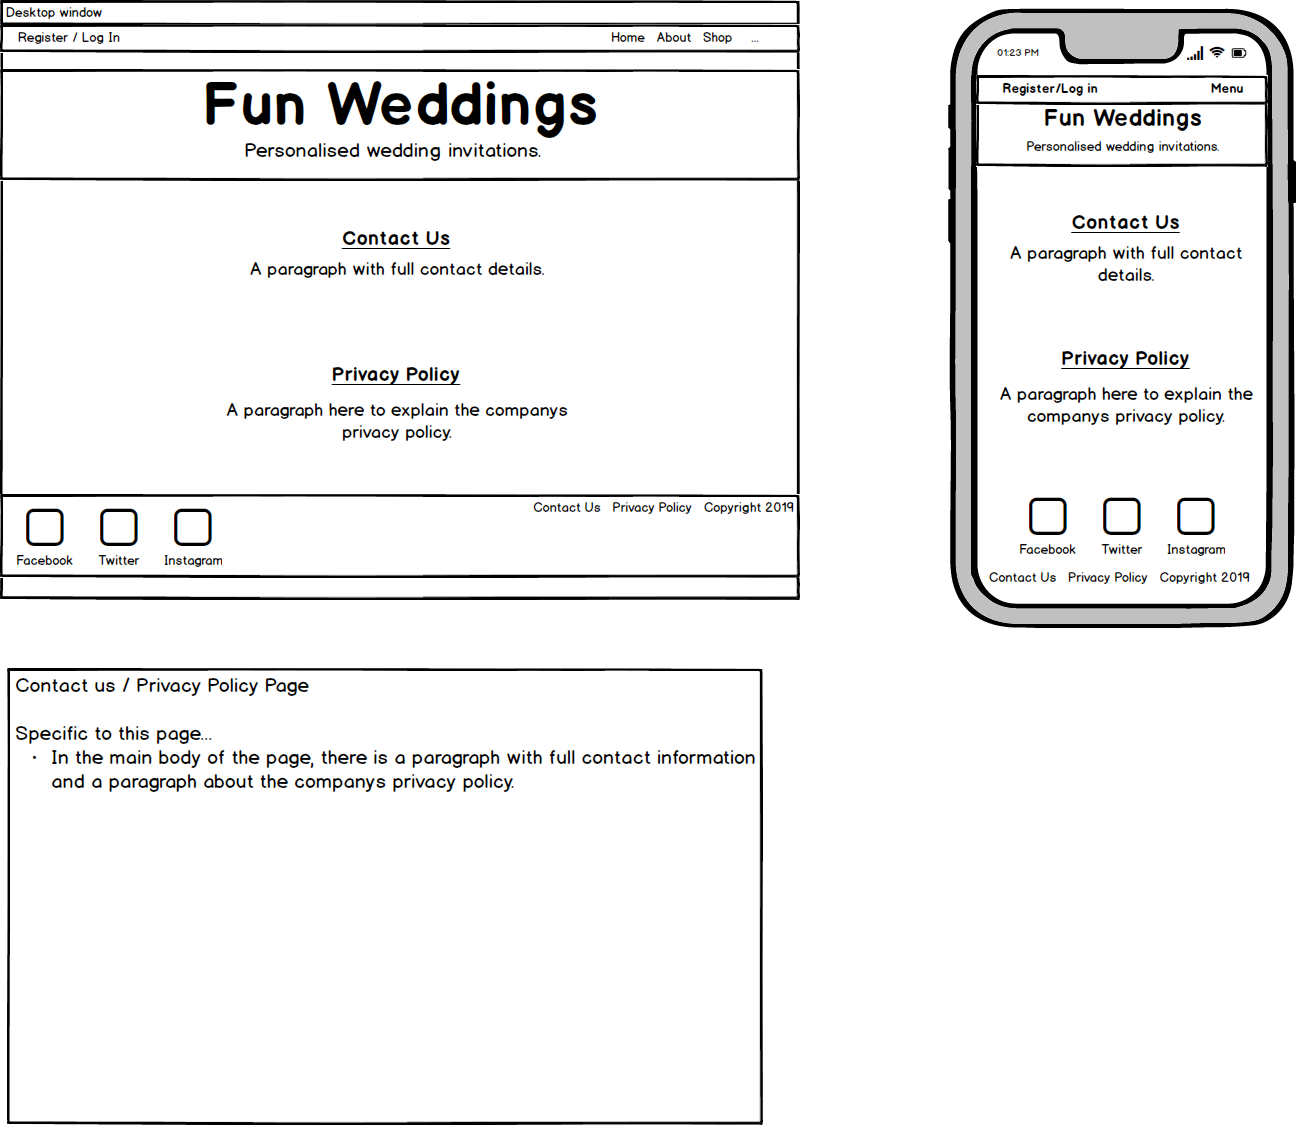 Desktop window
Register / Log In
Home About Shop ...
Fun Weddings
Personalised wedding invitations.
Contact Us
A paragraph with full contact details.
Privacy Policy
A paragraph here to explain the companys
privacy policy.
Facebook Twitter Instagram
Contact Us Privacy Policy Copyright 2019
01:23 PM
Register/Log in Menu
Fun Weddings
Personalised wedding invitations.
Contact Us
A paragraph with full contact
details.
Privacy Policy
A paragraph here to explain the
companys privacy policy.
Facebook Twitter Instagram
Contact Us Privacy Policy Copyright 2019
Contact us / Privacy Policy Page
Specific to this page...
· In the main body of the page, there is a paragraph with full contact information
and a paragraph about the companys privacy policy.